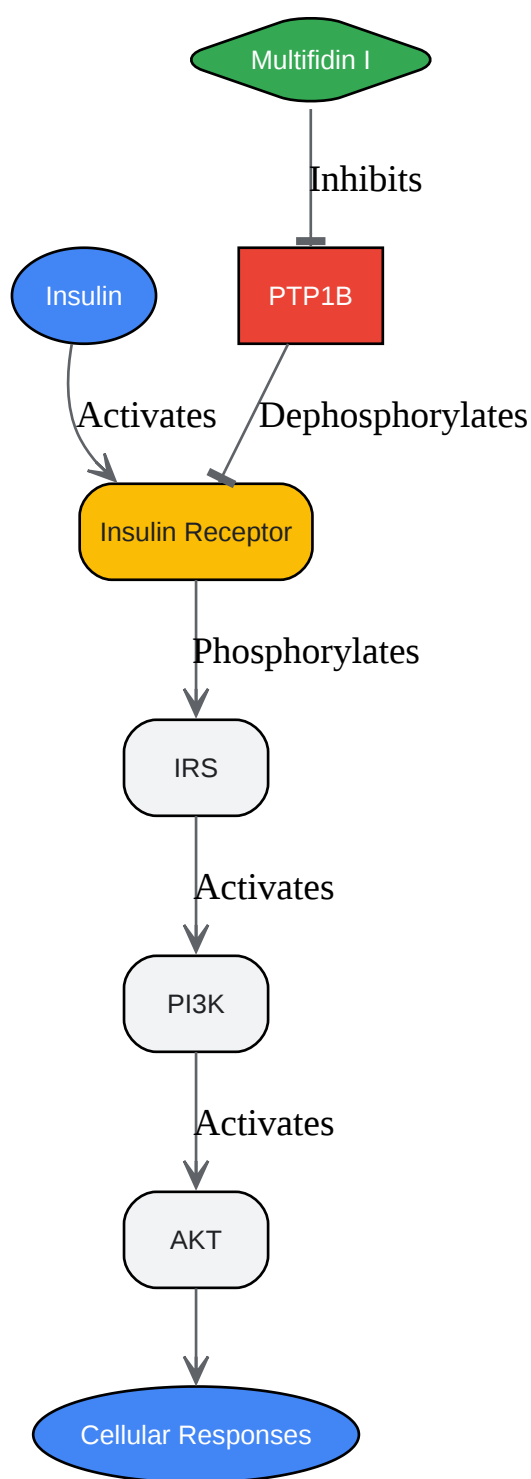 Multifidin I
Inhibits
Insulin
PTP1B
Activates
Dephosphorylates
Insulin Receptor
Phosphorylates
IRS
Activates
PI3K
Activates
AKT
Cellular Responses